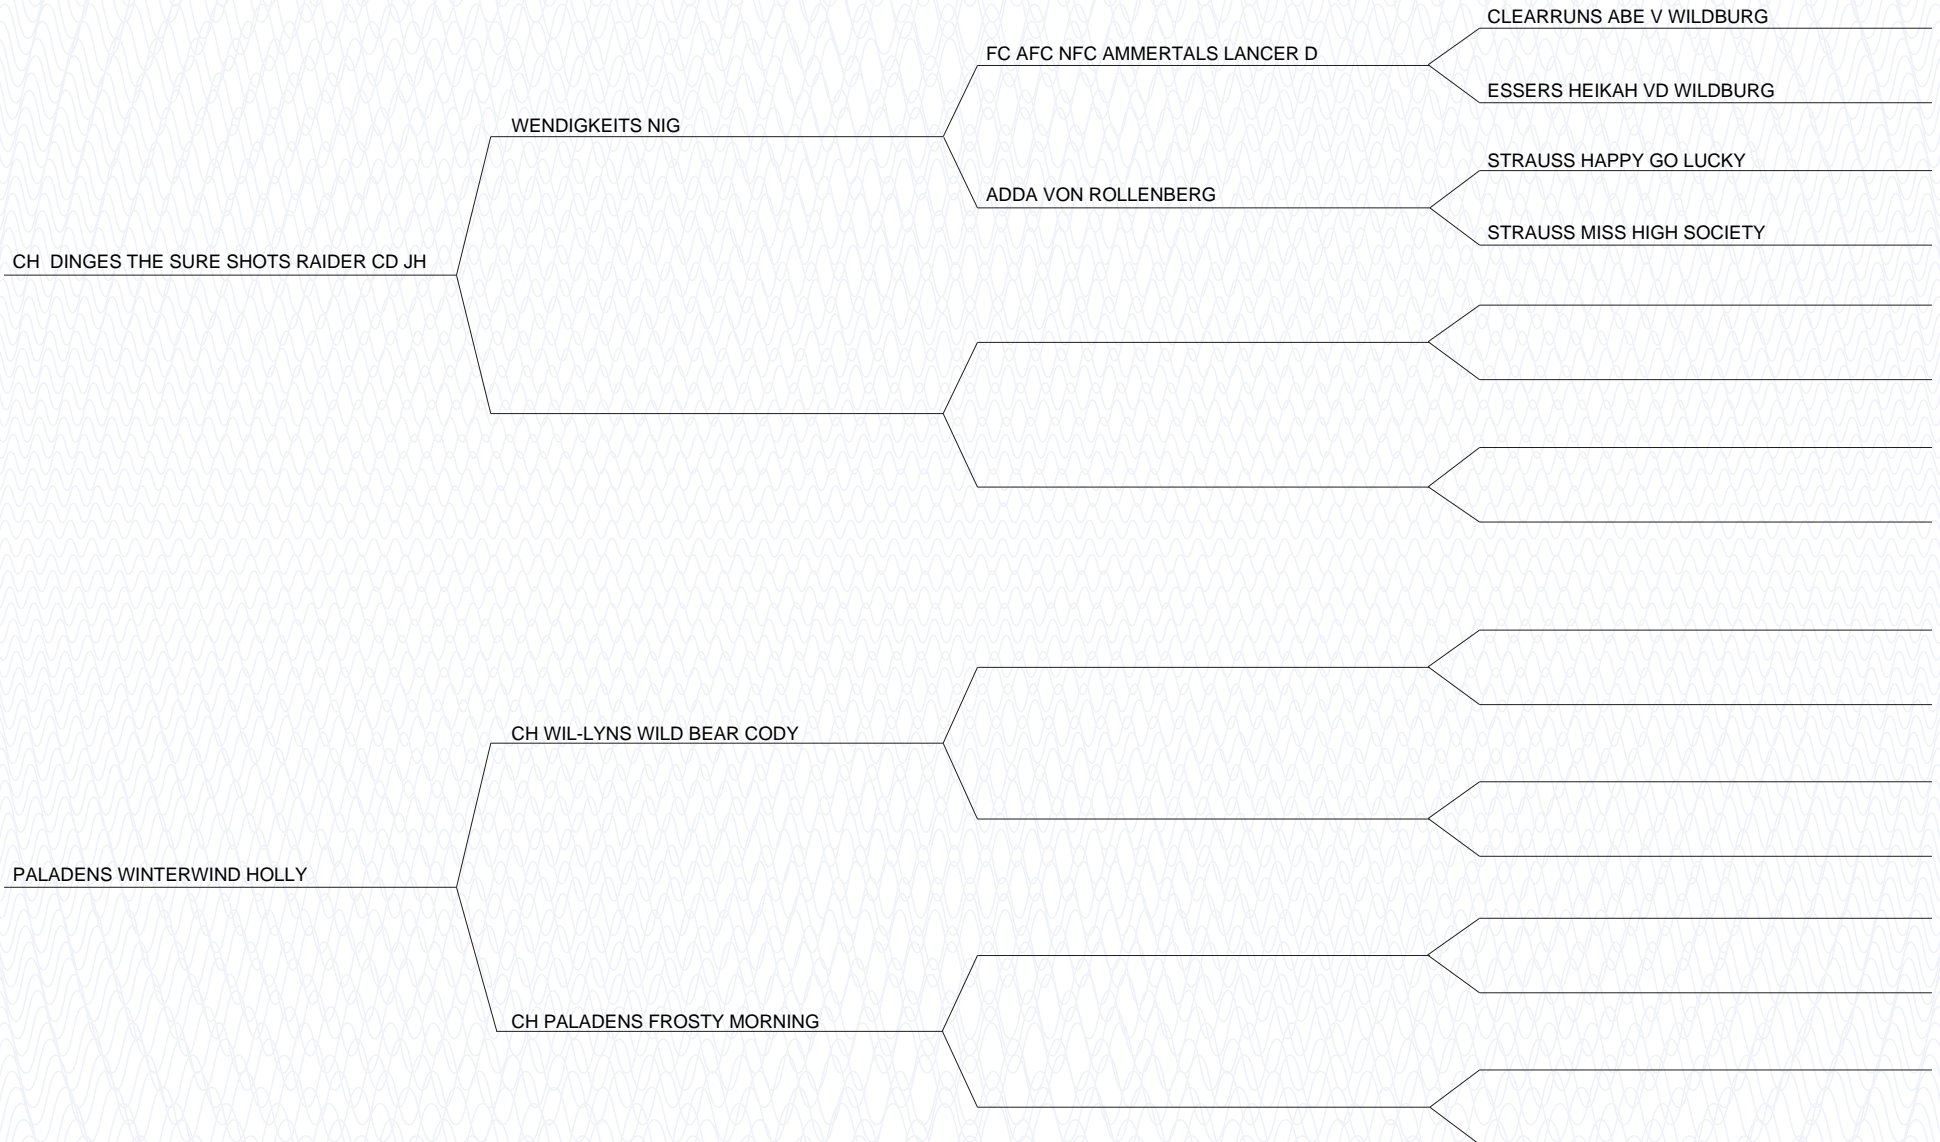 CLEARRUNS ABE V WILDBURG
FC AFC NFC AMMERTALS LANCER D
ESSERS HEIKAH VD WILDBURG
WENDIGKEITS NIG
STRAUSS HAPPY GO LUCKY
ADDA VON ROLLENBERG
STRAUSS MISS HIGH SOCIETY
CH  DINGES THE SURE SHOTS RAIDER CD JH
CH WIL-LYNS WILD BEAR CODY
PALADENS WINTERWIND HOLLY
CH PALADENS FROSTY MORNING